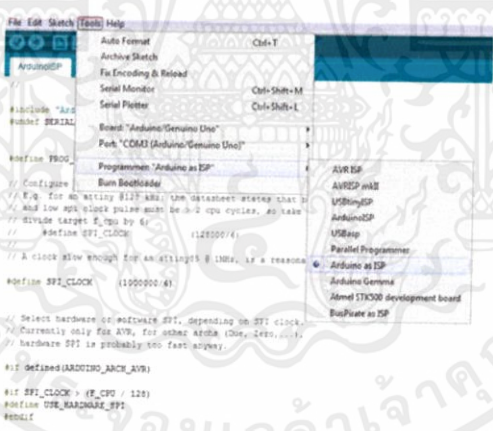 File Edit Sketch Tools Help
Auto Format Ctrl+T
Archive Sketch
Fix Encoding & Reload
Serial Monitor Ctrl+Shift+M
Serial Plotter Ctrl+Shift+L
Board: "Arduino/Genuino Uno"
Port: "COM3 (Arduino/Genuino Uno)"
Programmer: "Arduino as ISP"
Burn Bootloader
AVR ISP
AVRISP mkII
USBtinyISP
ArduinoISP
USBasp
Parallel Programmer
Arduino as ISP
Arduino Gemma
Atmel STK500 development board
BusPirate as ISP
ArduinoISP
//
#include "Ard
#undef SERIAL
#define PROG_
// Configure
// E.g. for an attiny @128 kHz: the datasheet states that b
// and low spi clock pulse must be > 2 cpu cycles, so take
// divide target f_cpu by 6:
// #define SPI_CLOCK (128000/6)
// A clock slow enough for an attiny85 @ 1MHz, is a reasona
#define SPI_CLOCK (1000000/6)
// Select hardware or software SPI, depending on SPI clock.
// Currently only for AVR, for other archs (Due, Zero,...),
// hardware SPI is probably too fast anyway.
#if defined(ARDUINO_ARCH_AVR)
#if SPI_CLOCK > (F_CPU / 128)
#define USE_HARDWARE_SPI
#endif